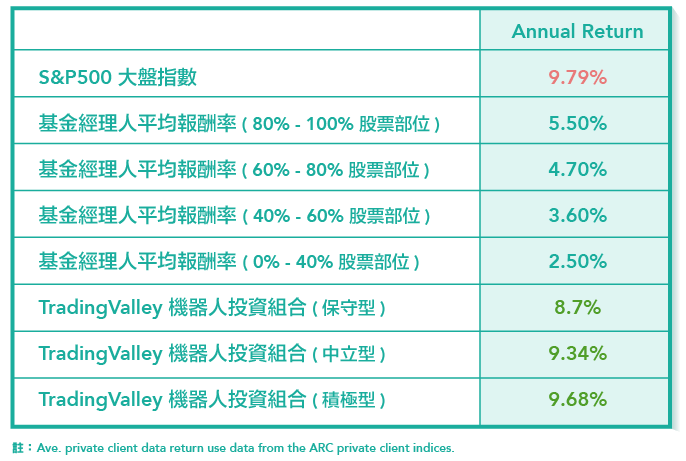 Annual Return
S&P500 大盤指數 9.79%
基金經理人平均報酬率 ( 80% - 100% 股票部位 ) 5.50%
基金經理人平均報酬率 ( 60% - 80% 股票部位 ) 4.70%
基金經理人平均報酬率 ( 40% - 60% 股票部位 ) 3.60%
基金經理人平均報酬率 ( 0% - 40% 股票部位 ) 2.50%
TradingValley 機器人投資組合 ( 保守型 ) 8.7%
TradingValley 機器人投資組合 ( 中立型 ) 9.34%
TradingValley 機器人投資組合 ( 積極型 ) 9.68%
註：Ave. private client data return use data from the ARC private client indices.